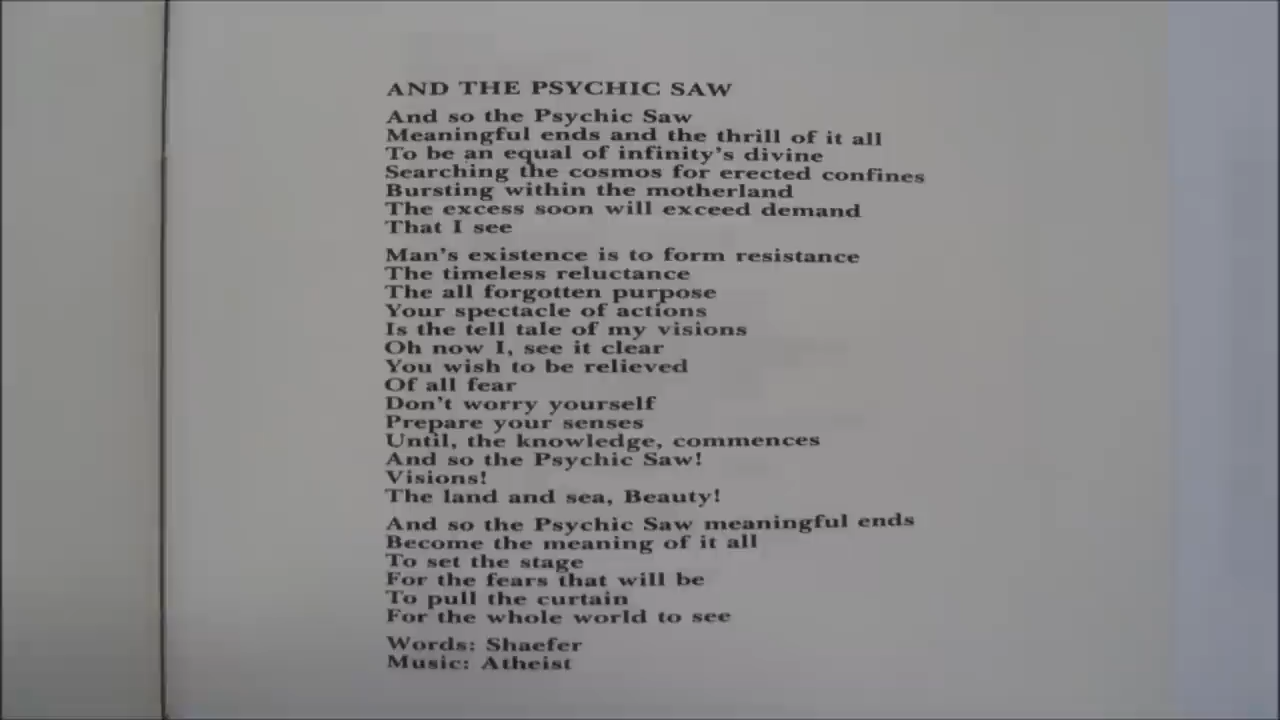 AND THE PSYCHIC SAW
And so the Psychic Saw
Meaningful ends and the thrill of it all
To be an equal of infinity's divine
Searching the cosmos for erected confines
Bursting within the motherland
The excess soon will exceed demand
That I see
Man's existence is to form resistance
The timeless reluctance
The all forgotten purpose
Your spectacle of actions
Is the tell tale of my visions
Oh now I, see it clear
You wish to be relieved
Of all fear
Don't worry yourself
Prepare your senses
Until, the knowledge, commences
And so the Psychic Saw!
Visions!
The land and sea, Beauty!
And so the Psychic Saw meaningful ends
Become the meaning of it all
To set the stage
For the fears that will be
To pull the curtain
For the whole world to see
Words: Shaefer
Music: Atheist